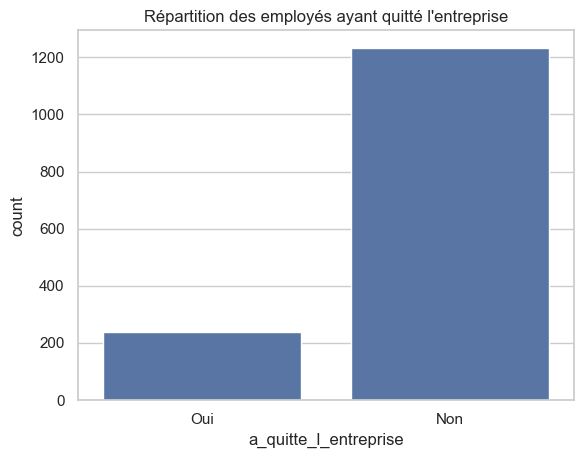 Répartition des employés ayant quitté l'entreprise
1200
1000
800
600
400
200
0
count
Oui Non
a_quitte_l_entreprise